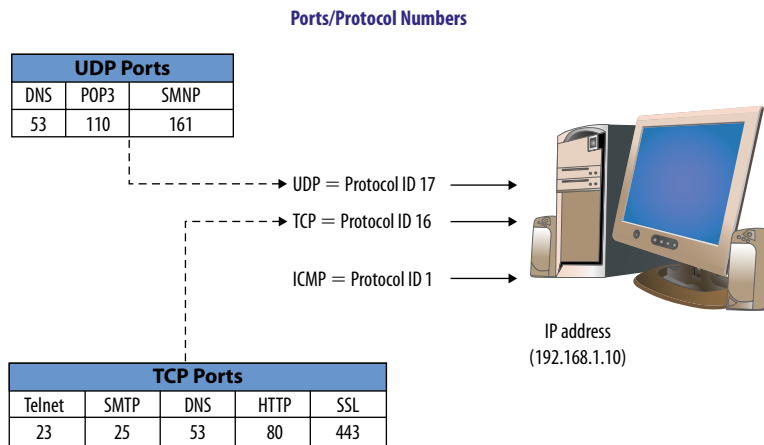 Ports/Protocol Numbers
UDP Ports
DNS POP3 SMNP
53 110 161
UDP = Protocol ID 17
TCP = Protocol ID 16
ICMP = Protocol ID 1
IP address
(192.168.1.10)
TCP Ports
Telnet SMTP DNS HTTP SSL
23 25 53 80 443